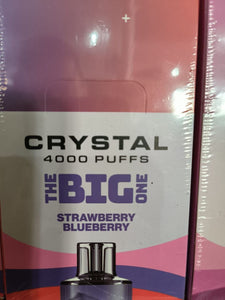 CRYSTAL
4000 PUFFS
THE BIG ONE
STRAWBERRY
BLUEBERRY